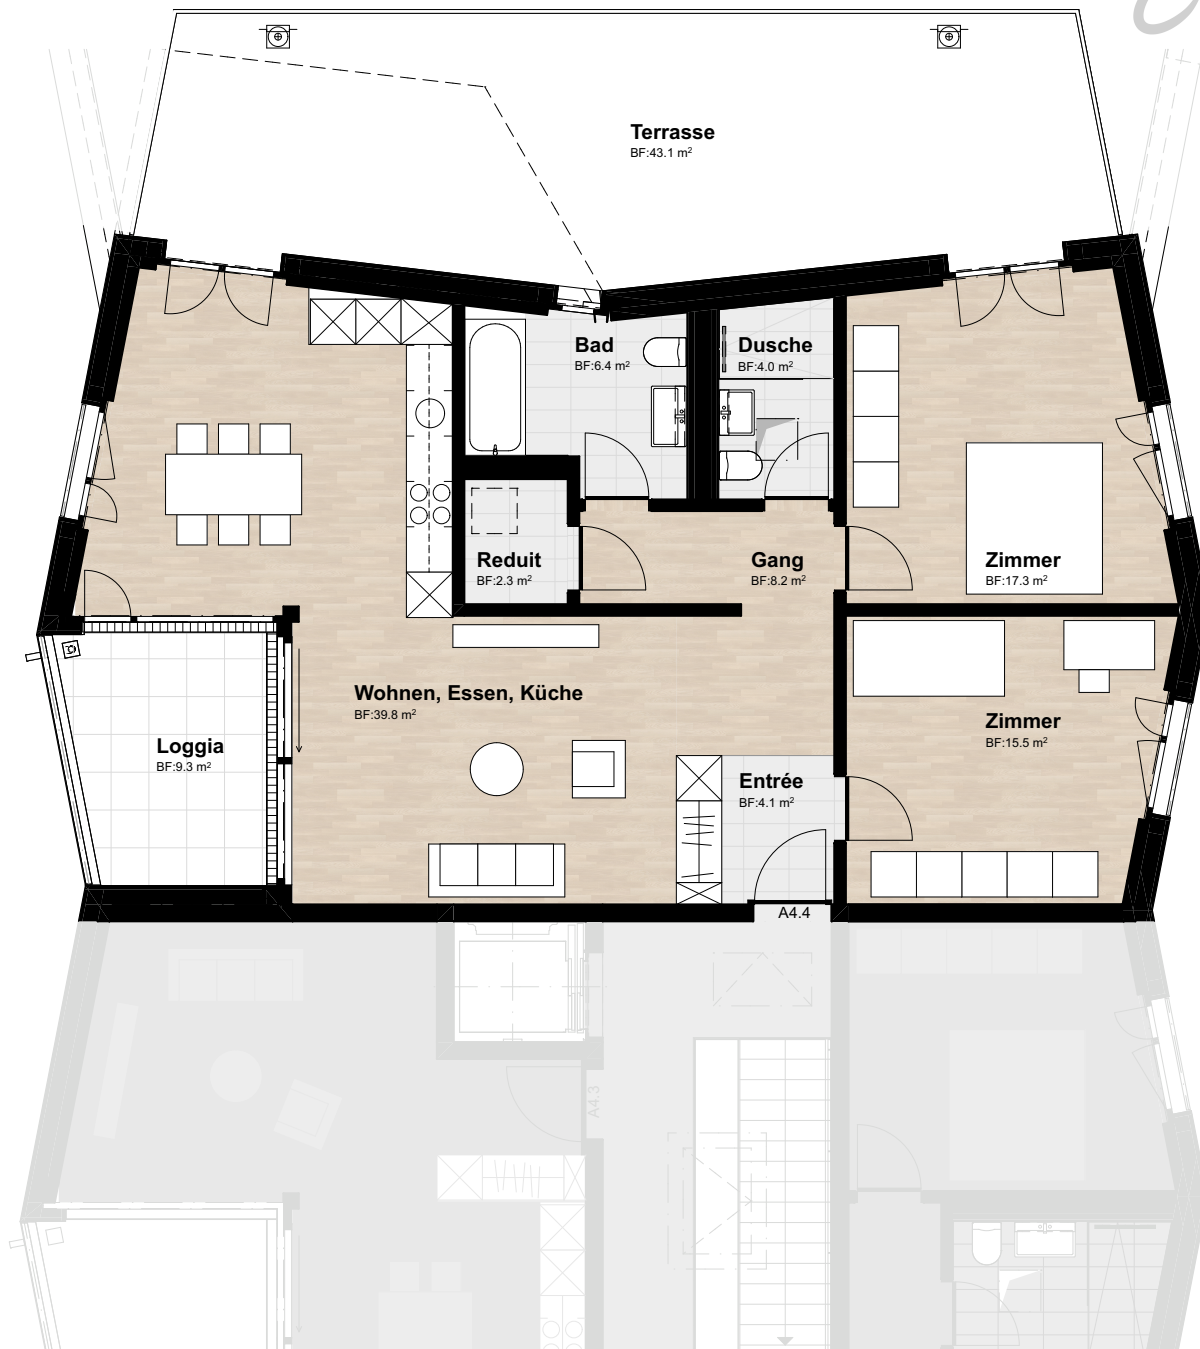 Terrasse
BF:43.1 m²
Bad
BF:6.4 m²
Dusche
BF:4.0 m²
Reduit
BF:2.3 m²
Gang
BF:8.2 m²
Zimmer
BF:17.3 m²
Wohnen, Essen, Küche
BF:39.8 m²
Zimmer
BF:15.5 m²
Loggia
BF:9.3 m²
Entrée
BF:4.1 m²
A4.4
A4.3